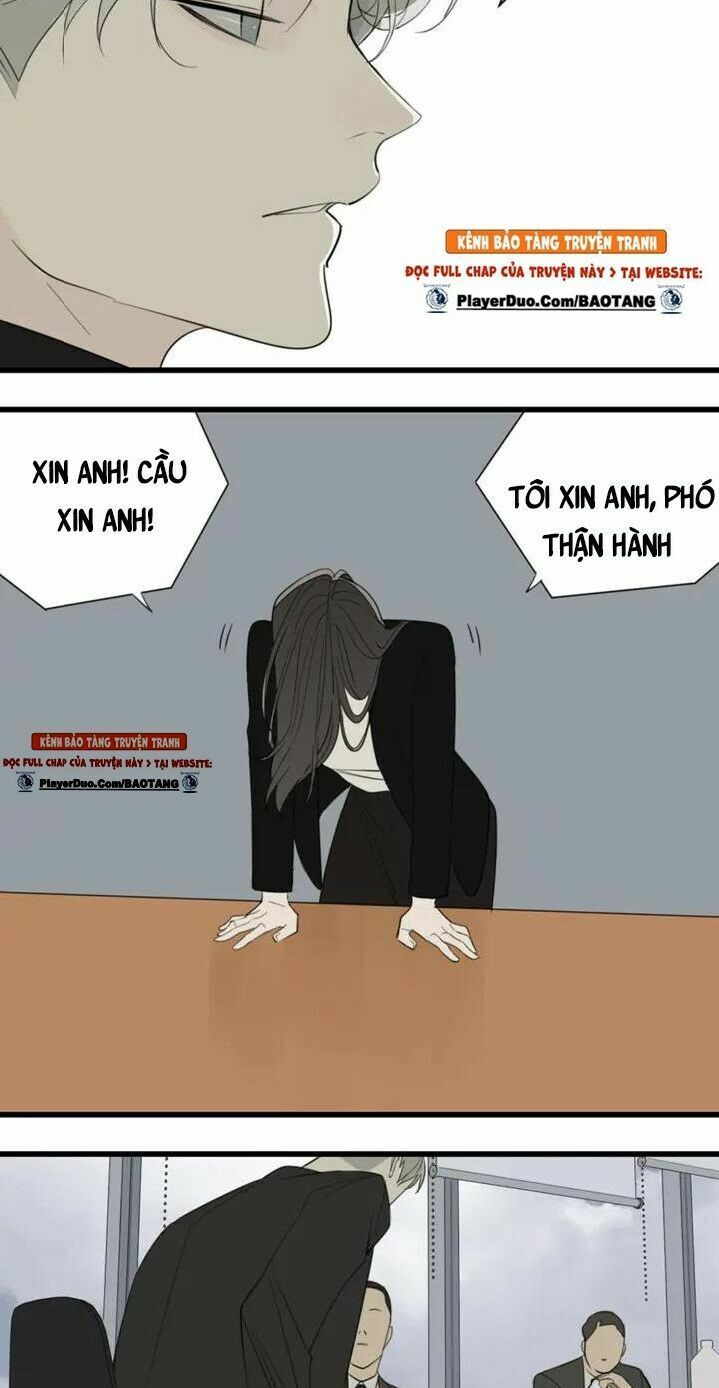 KÊNH BẢO TÀNG TRUYỆN TRANH
ĐỌC FULL CHAP CỦA TRUYỆN NÀY > TẠI WEBSITE:
PlayerDuo.Com/BAOTANG
XIN ANH! CẦU
XIN ANH!
TÔI XIN ANH, PHÓ
THẬN HÀNH
KÊNH BẢO TÀNG TRUYỆN TRANH
ĐỌC FULL CHAP CỦA TRUYỆN NÀY > TẠI WEBSITE:
PlayerDuo.Com/BAOTANG